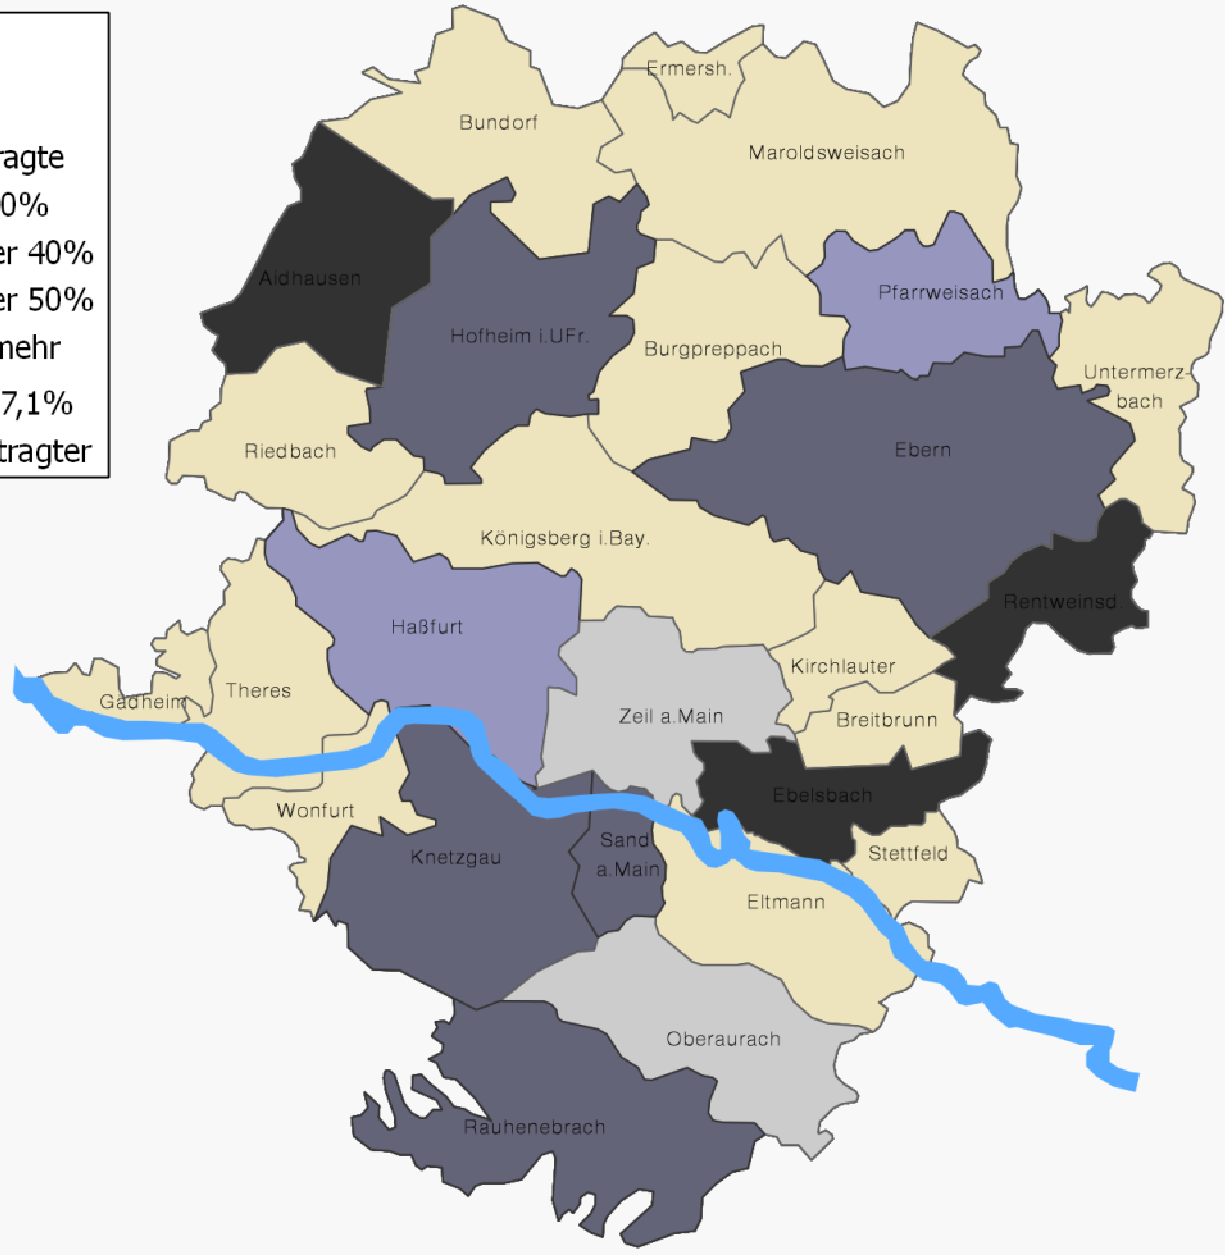 ragte
0%
er 40%
er 50%
mehr
7,1%
tragter
Ermersh.
Bundorf
Maroldsweisach
Aidhausen
Pfarrweisach
Hofheim i.UFr.
Burgpreppach
Untermerz-
bach
Riedbach
Ebern
Königsberg i.Bay.
Rentweinsd.
Haßfurt
Kirchlauter
Theres
Gädheim
Zeil a.Main
Breitbrunn
Ebelsbach
Wonfurt
Sand
a.Main
Knetzgau
Stettfeld
Eltmann
Oberaurach
Rauhenebrach